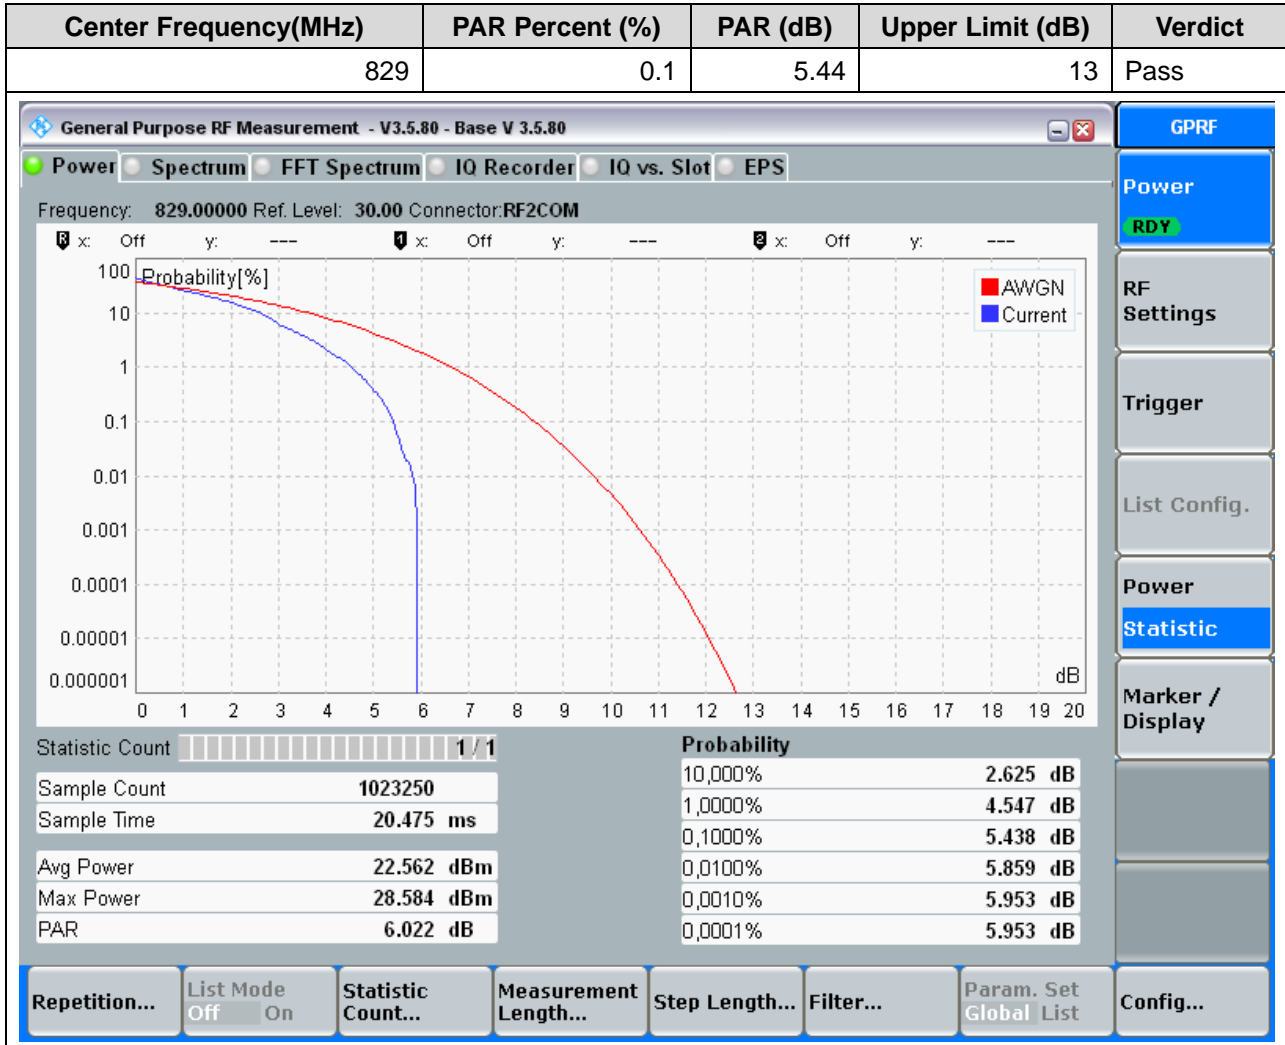 Center Frequency(MHz) PAR Percent (%) PAR (dB) Upper Limit (dB) Verdict
829 0.1 5.44 13 Pass
General Purpose RF Measurement - V3.5.80 - Base V 3.5.80
GPRF
Power Spectrum FFT Spectrum IQ Recorder IQ vs. Slot EPS
Power
RDY
Frequency: 829.00000 Ref. Level: 30.00 Connector:RF2COM
R x: Off y: --- 1 x: Off y: --- 2 x: Off y: ---
100 Probability[%]
AWGN
Current
10
1
0.1
0.01
0.001
0.0001
0.00001
0.000001
dB
0 1 2 3 4 5 6 7 8 9 10 11 12 13 14 15 16 17 18 19 20
RF
Settings
Trigger
List Config.
Power
Statistic
Marker /
Display
Statistic Count 1 / 1
Sample Count 1023250
Sample Time 20.475 ms
Avg Power 22.562 dBm
Max Power 28.584 dBm
PAR 6.022 dB
Probability
10,000% 2.625 dB
1,0000% 4.547 dB
0,1000% 5.438 dB
0,0100% 5.859 dB
0,0010% 5.953 dB
0,0001% 5.953 dB
Repetition...
List Mode
Off On
Statistic
Count...
Measurement
Length...
Step Length...
Filter...
Param. Set
Global List
Config...